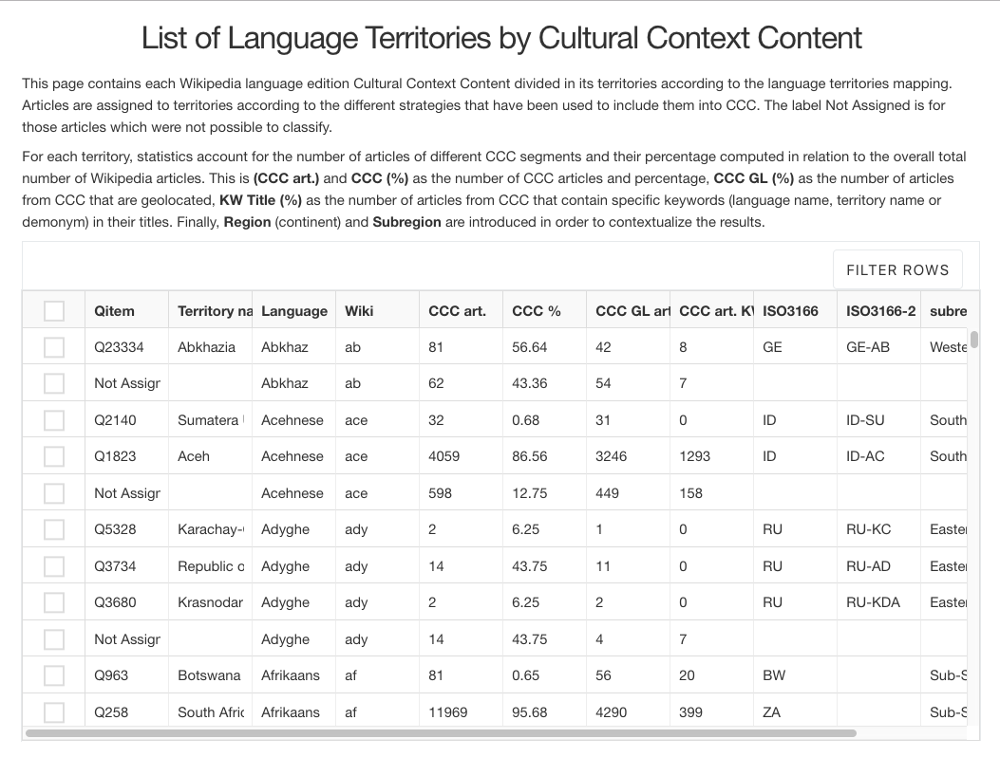 List of Language Territories by Cultural Context Content
This page contains each Wikipedia language edition Cultural Context Content divided in its territories according to the language territories mapping.
Articles are assigned to territories according to the different strategies that have been used to include them into CCC. The label Not Assigned is for
those articles which were not possible to classify.
For each territory, statistics account for the number of articles of different CCC segments and their percentage computed in relation to the overall total
number of Wikipedia articles. This is (CCC art.) and CCC (%) as the number of CCC articles and percentage, CCC GL (%) as the number of articles
from CCC that are geolocated, KW Title (%) as the number of articles from CCC that contain specific keywords (language name, territory name or
demonym) in their titles. Finally, Region (continent) and Subregion are introduced in order to contextualize the results.
FILTER ROWS
Qitem Territory na Language Wiki CCC art. CCC % CCC GL art CCC art. KW ISO3166 ISO3166-2 subre
Q23334 Abkhazia Abkhaz ab 81 56.64 42 8 GE GE-AB Weste
Not Assigr Abkhaz ab 62 43.36 54 7
Q2140 Sumatera Acehnese ace 32 0.68 31 0 ID ID-SU South
Q1823 Aceh Acehnese ace 4059 86.56 3246 1293 ID ID-AC South
Not Assigr Acehnese ace 598 12.75 449 158
Q5328 Karachay- Adyghe ady 2 6.25 1 0 RU RU-KC Easter
Q3734 Republic o Adyghe ady 14 43.75 11 0 RU RU-AD Easter
Q3680 Krasnodar Adyghe ady 2 6.25 2 0 RU RU-KDA Easter
Not Assigr Adyghe ady 14 43.75 4 7
Q963 Botswana Afrikaans af 81 0.65 56 20 BW Sub-S
Q258 South Afric Afrikaans af 11969 95.68 4290 399 ZA Sub-S